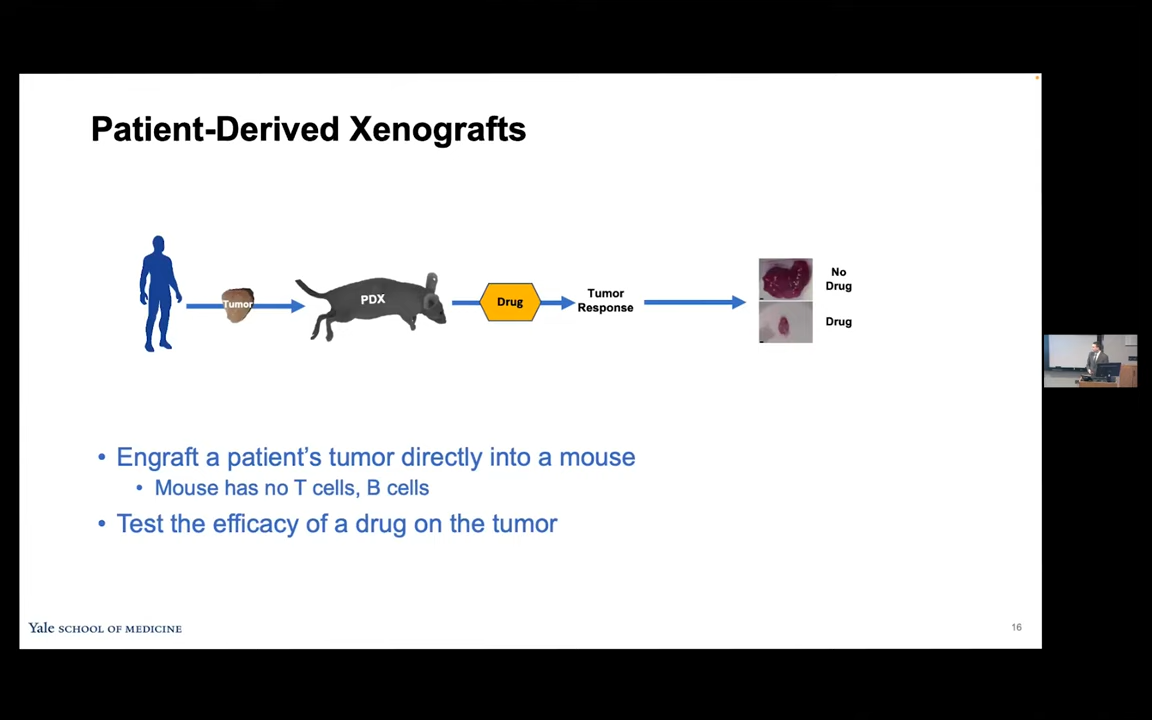 Patient-Derived Xenografts
Tumor
PDX
Drug
Tumor
Response
No
Drug
Drug
• Engraft a patient's tumor directly into a mouse
• Mouse has no T cells, B cells
• Test the efficacy of a drug on the tumor
Yale SCHOOL OF MEDICINE
16